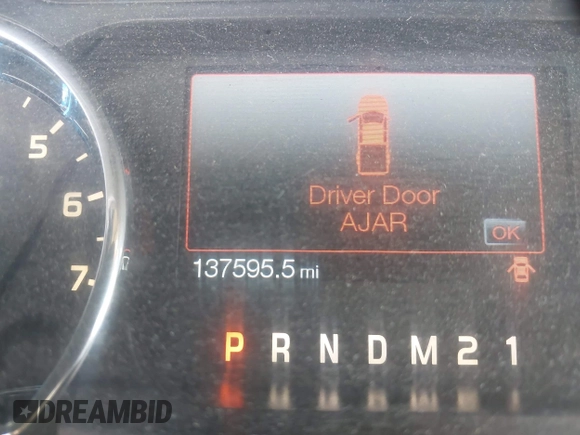 5
6
7
Driver Door
AJAR
OK
137595.5 mi
P R N D M 2 1
DREAMBID